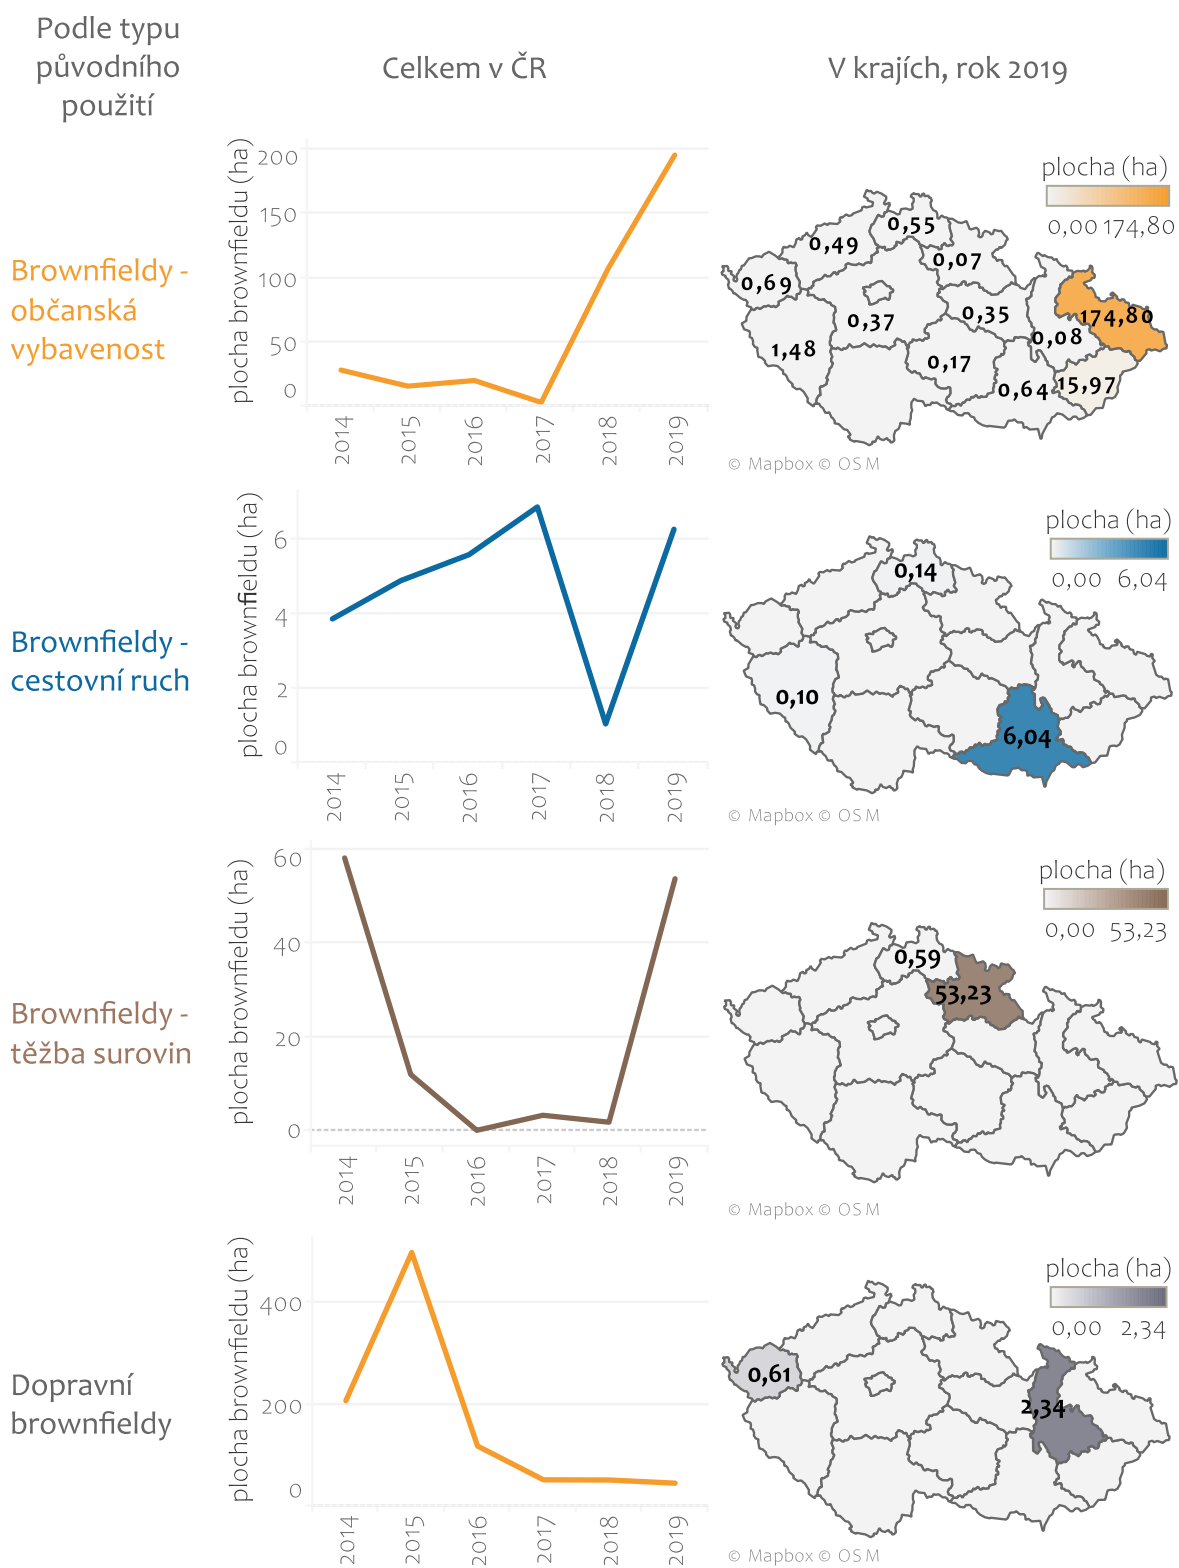 Podle typu
původního
použití
Celkem v ČR
V krajích, rok 2019
Brownfieldy -
občanská
vybavenost
plocha brownfieldu (ha)
200
150
100
50
0
2014
2015
2016
2017
2018
2019
plocha (ha)
0,00 174,80
0,55
0,49
0,07
0,69
0,37
0,35
174,80
0,08
1,48
0,17
0,64
15,97
© Mapbox © OSM
Brownfieldy -
cestovní ruch
plocha brownfieldu (ha)
6
4
2
0
2014
2015
2016
2017
2018
2019
plocha (ha)
0,00 6,04
0,14
0,10
6,04
© Mapbox © OSM
Brownfieldy -
těžba surovin
plocha brownfieldu (ha)
60
40
20
0
2014
2015
2016
2017
2018
2019
plocha (ha)
0,00 53,23
0,59
53,23
© Mapbox © OSM
Dopravní
brownfieldy
plocha brownfieldu (ha)
400
200
0
2014
2015
2016
2017
2018
2019
plocha (ha)
0,00 2,34
0,61
2,34
© Mapbox © OSM